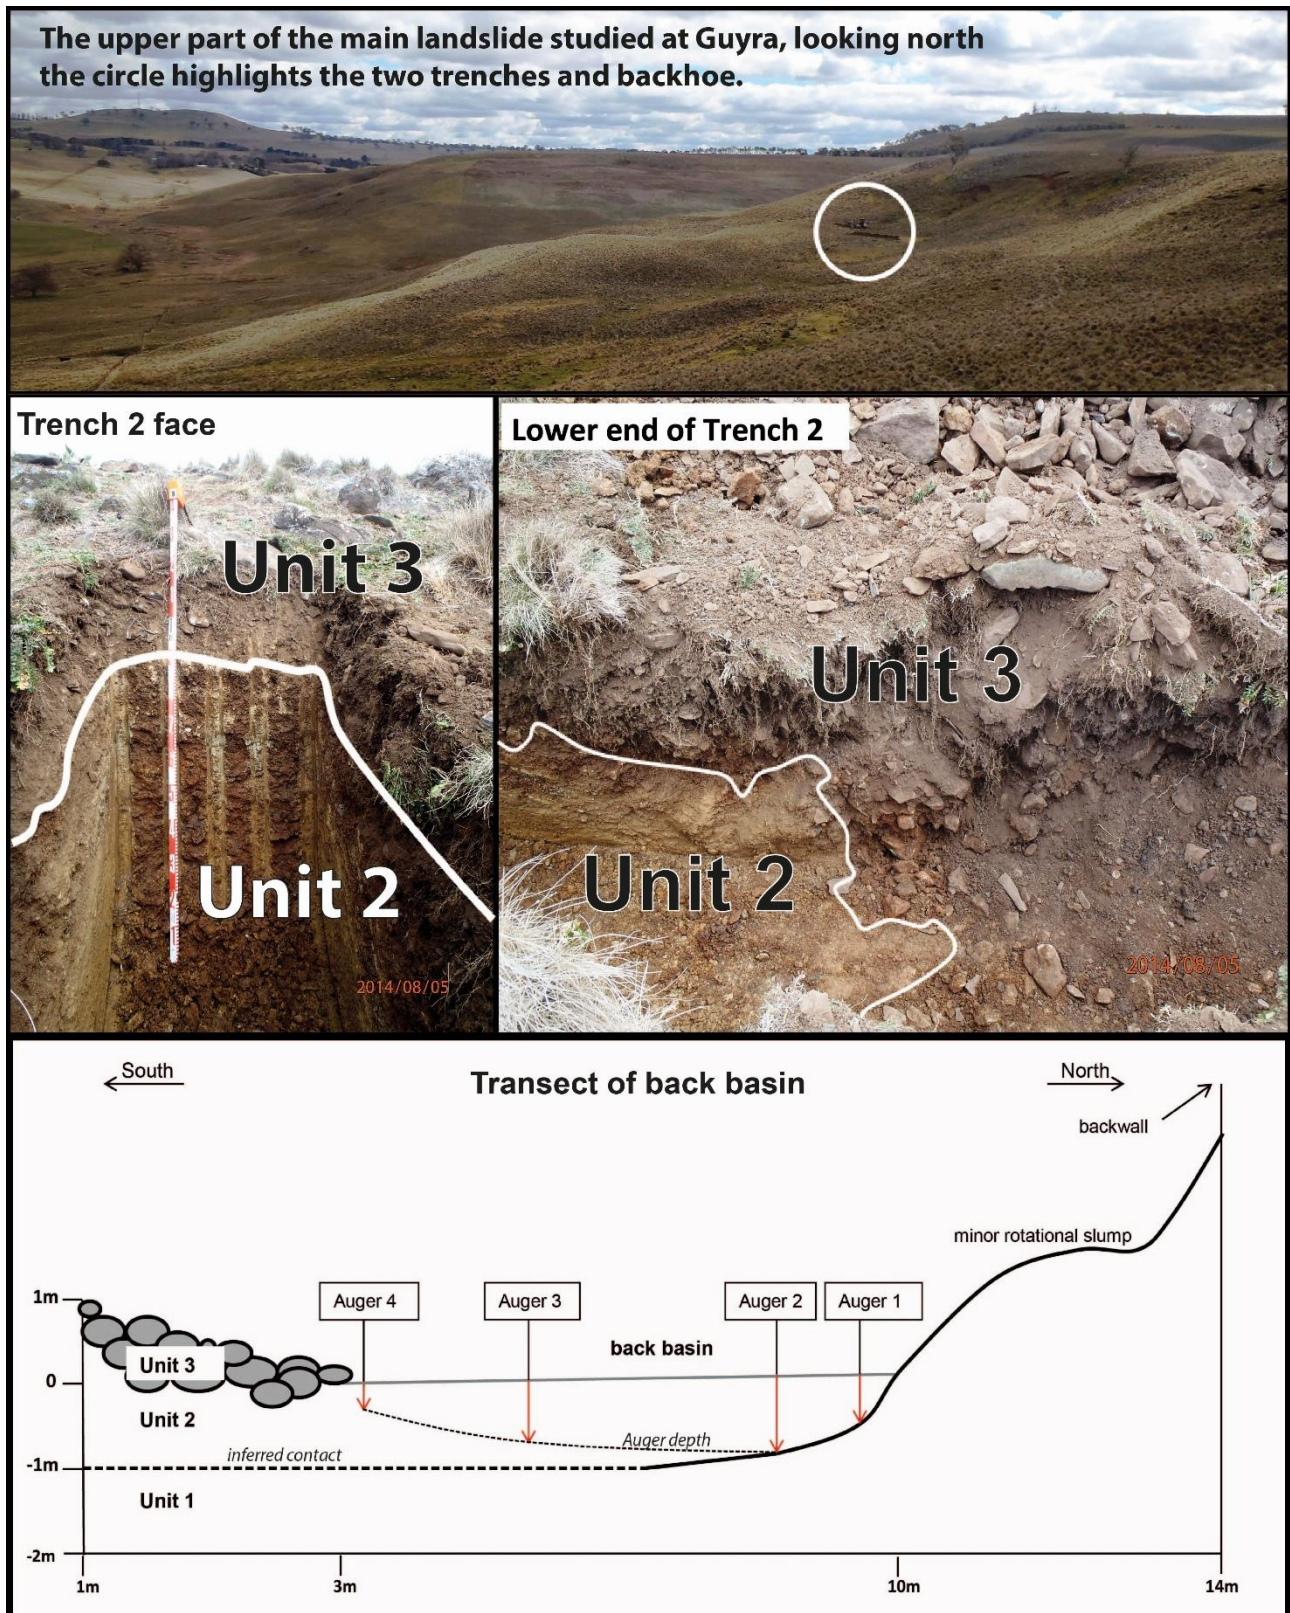 The upper part of the main landslide studied at Guyra, looking north
the circle highlights the two trenches and backhoe.
Trench 2 face
Unit 3
Unit 2
2014/08/05
Lower end of Trench 2
Unit 3
Unit 2
2014/08/05
South
Transect of back basin
North
backwall
minor rotational slump
1m
Auger 4
Auger 3
Auger 2
Auger 1
back basin
Unit 3
0
Unit 2
Auger depth
inferred contact
-1m
Unit 1
-2m
1m
3m
10m
14m